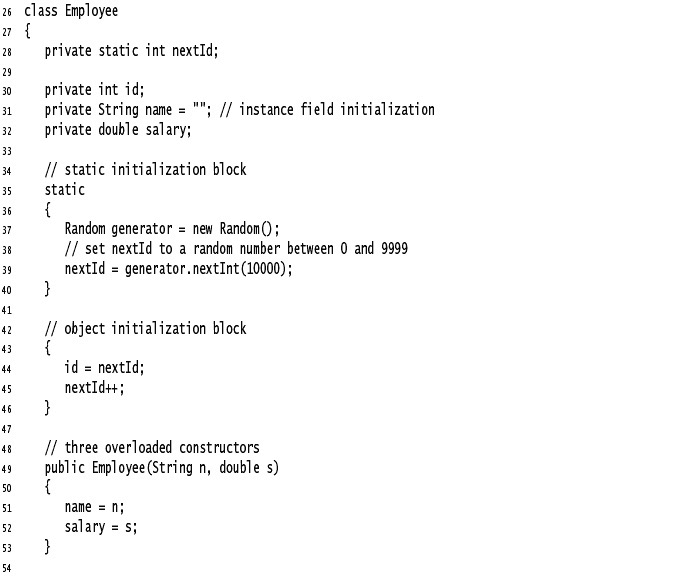 26 class Employee
27 {
28    private static int nextId;
29
30    private int id;
31    private String name = ""; // instance field initialization
32    private double salary;
33
34    // static initialization block
35    static
36    {
37       Random generator = new Random();
38       // set nextId to a random number between 0 and 9999
39       nextId = generator.nextInt(10000);
40    }
41
42    // object initialization block
43    {
44       id = nextId;
45       nextId++;
46    }
47
48    // three overloaded constructors
49    public Employee(String n, double s)
50    {
51       name = n;
52       salary = s;
53    }
54